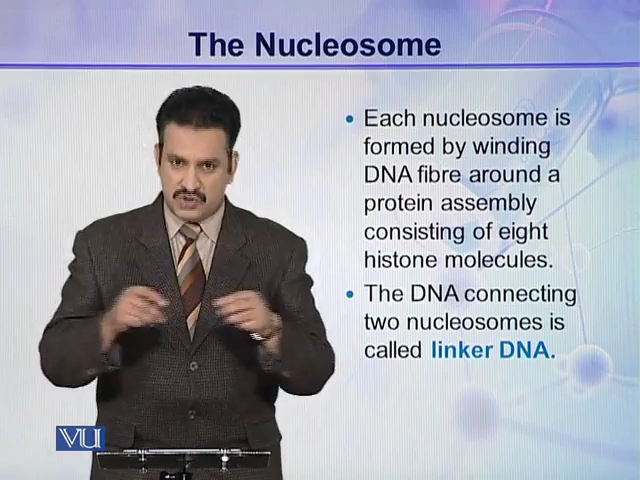 The Nucleosome
• Each nucleosome is
formed by winding
DNA fibre around a
protein assembly
consisting of eight
histone molecules.
• The DNA connecting
two nucleosomes is
called linker DNA.
VU